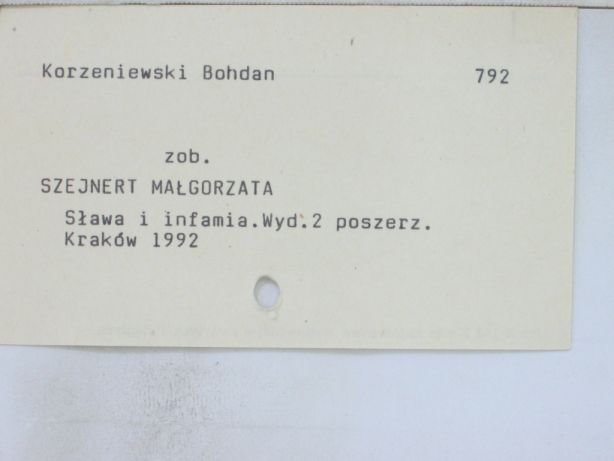 Korzeniewski Bohdan 792
zob.
SZEJNERT MAŁGORZATA
Sława i infamia.Wyd.2 poszerz.
Kraków 1992